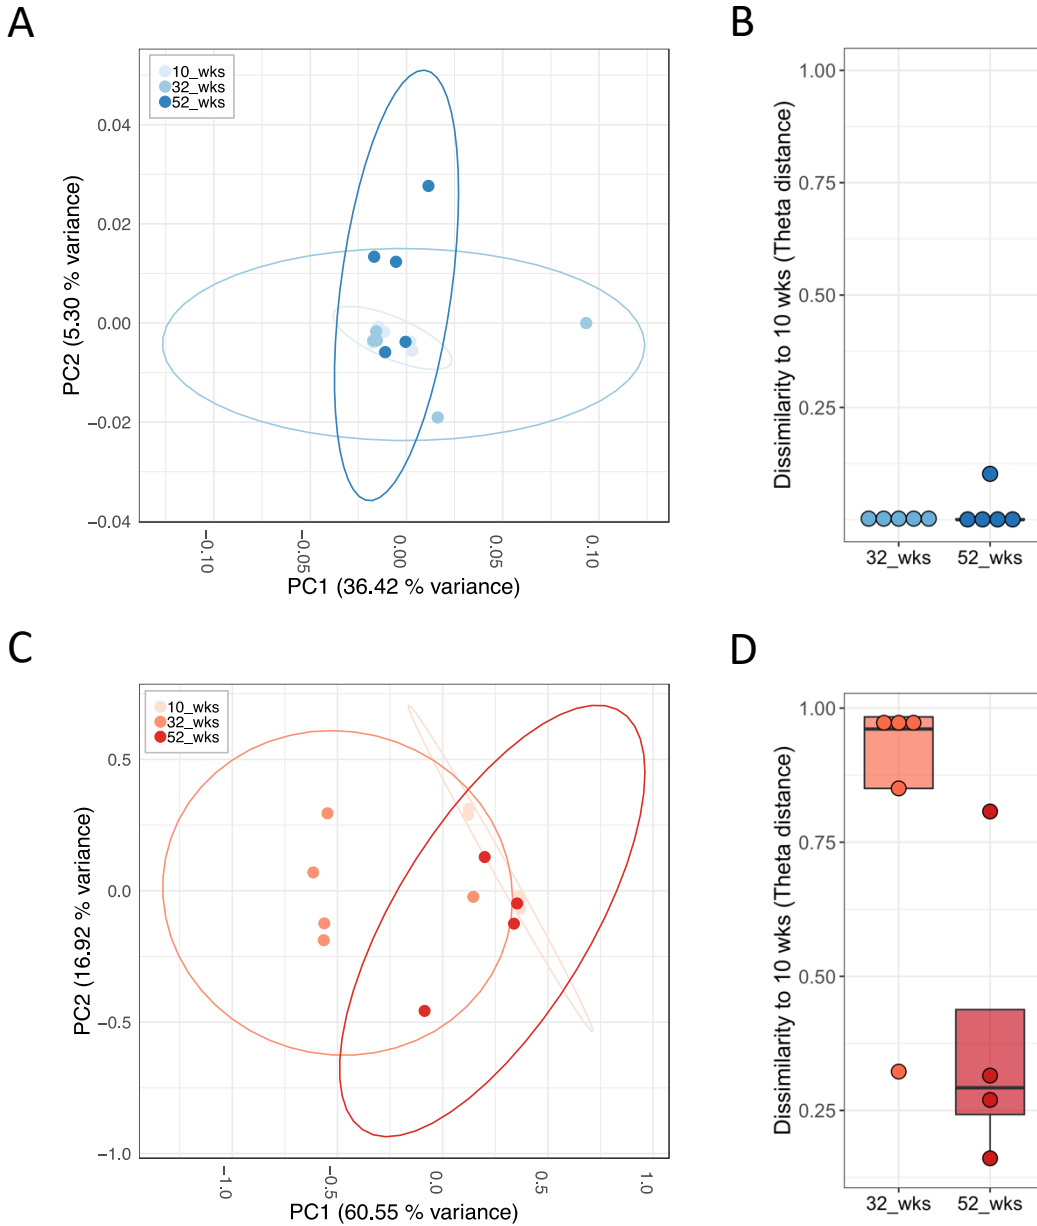 A
10_wks
32_wks
52_wks
PC2 (5.30 % variance)
0.04
0.02
0.00
−0.02
−0.04
−0.10
−0.05
0.00
0.05
0.10
PC1 (36.42 % variance)
B
Dissimilarity to 10 wks (Theta distance)
1.00
0.75
0.50
0.25
32_wks
52_wks
C
10_wks
32_wks
52_wks
PC2 (16.92 % variance)
0.5
0.0
−0.5
−1.0
−1.0
−0.5
0.0
0.5
1.0
PC1 (60.55 % variance)
D
Dissimilarity to 10 wks (Theta distance)
1.00
0.75
0.50
0.25
32_wks
52_wks